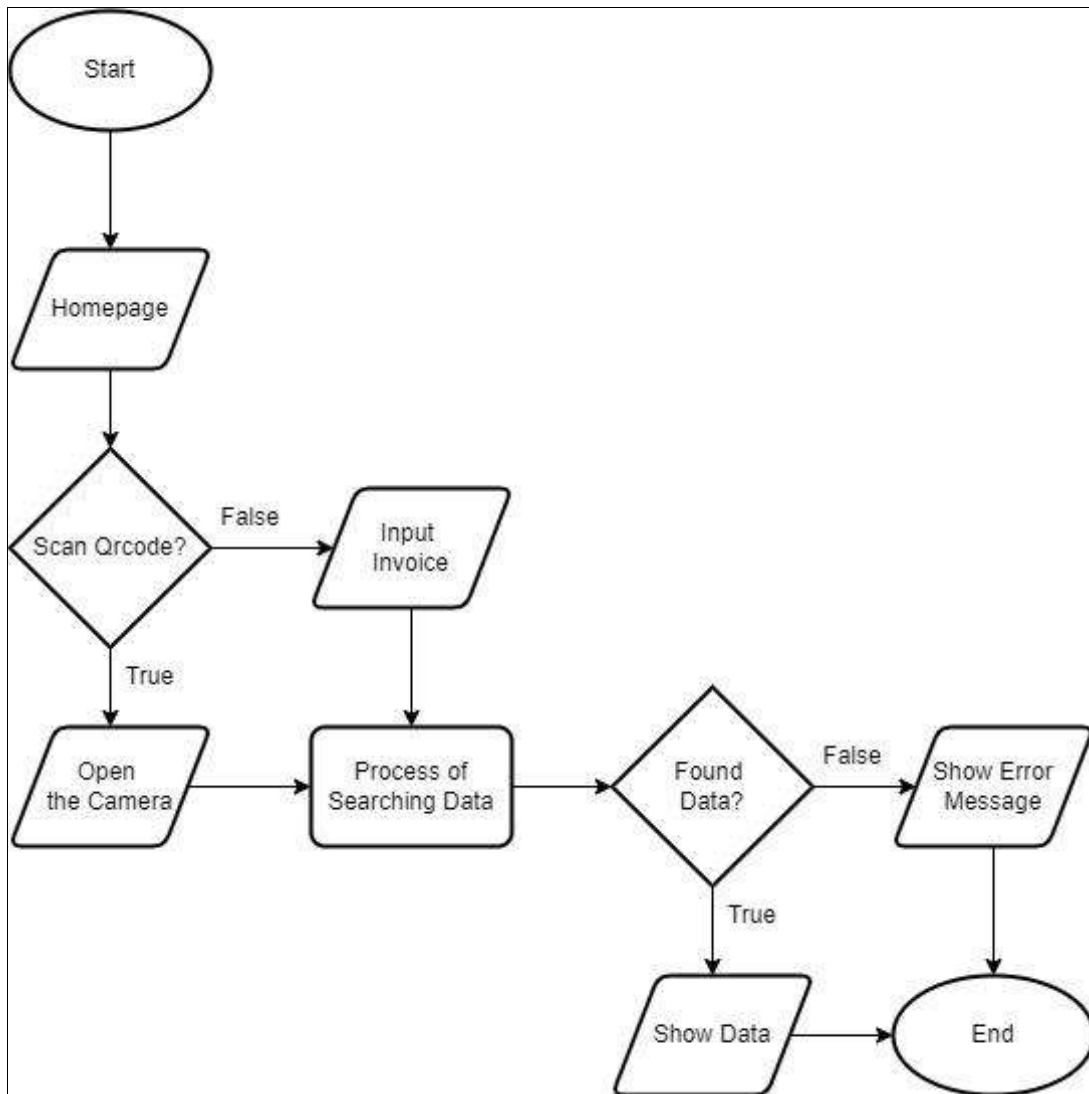 Start
Homepage
Scan Qrcode?
False
Input
Invoice
True
Open
the Camera
Process of
Searching Data
Found
Data?
False
Show Error
Message
True
Show Data
End